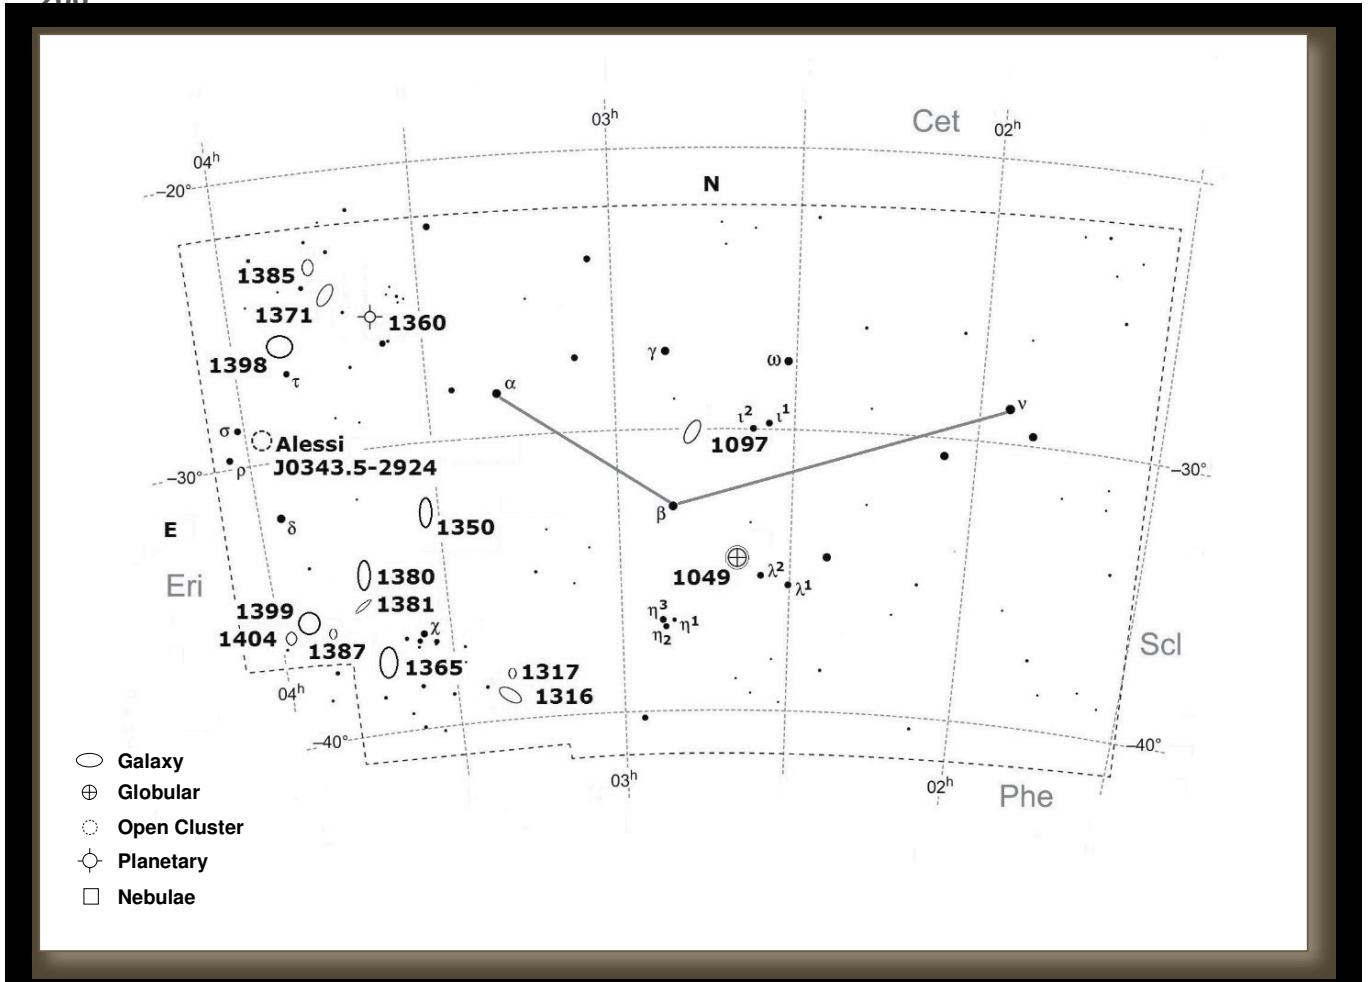 03ʰ
Cet
02ʰ
04ʰ
–20°
N
1385
1371
1360
1398
τ
α
γ
ω
ι² ι¹
ν
1097
σ
Alessi
J0343.5-2924
ρ
–30°
–30°
β
E
δ
1350
Eri
1380
1049
λ²
λ¹
1381
1399
η³
η¹
η₂
1404
χ
1387
1365
Scl
1317
1316
04ʰ
–40°
–40°
03ʰ
02ʰ
Phe
Galaxy
Globular
Open Cluster
Planetary
Nebulae